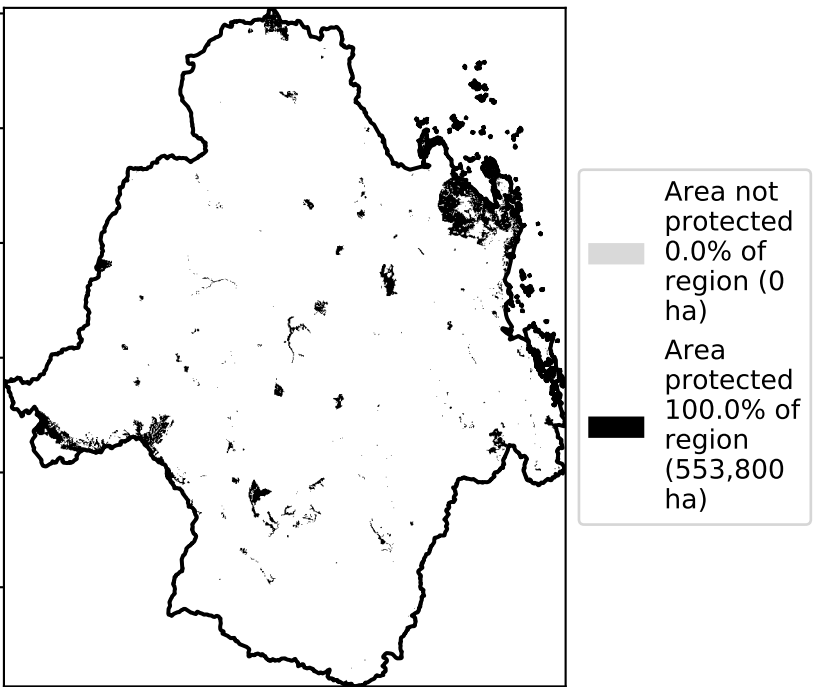 Area not
protected
0.0% of
region (0
ha)
Area
protected
100.0% of
region
(553,800
ha)